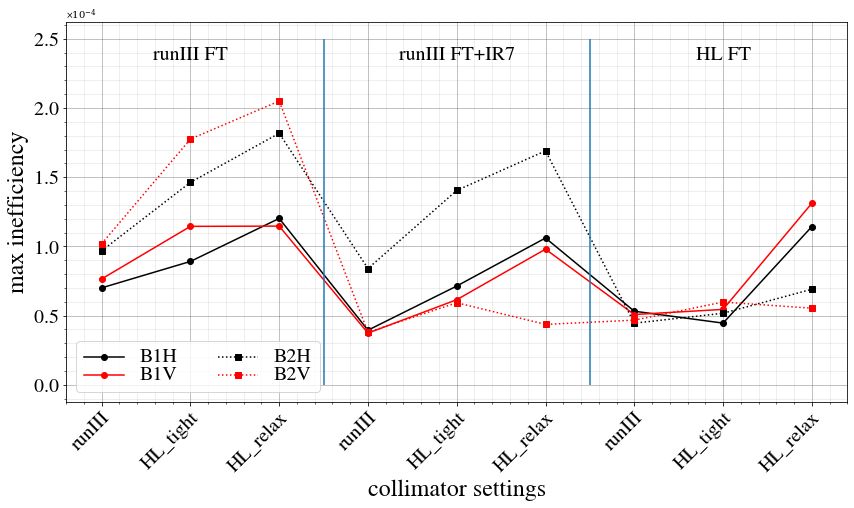 ×10⁻⁴
runIII FT runIII FT+IR7 HL FT
2.5
2.0
1.5
1.0
0.5
0.0
max inefficiency
B1H B2H
B1V B2V
runIII HL_tight HL_relax runIII HL_tight HL_relax runIII HL_tight HL_relax
collimator settings